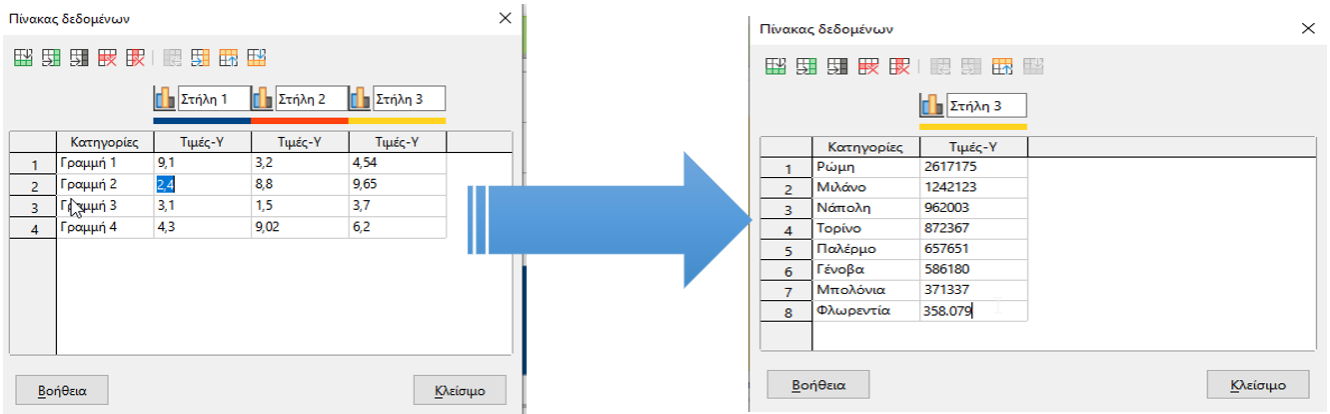 Πίνακας δεδομένων
Στήλη 1 Στήλη 2 Στήλη 3
Κατηγορίες Τιμές-Y Τιμές-Y Τιμές-Y
1 Γραμμή 1 9,1 3,2 4,54
2 Γραμμή 2 2,4 8,8 9,65
3 Γραμμή 3 3,1 1,5 3,7
4 Γραμμή 4 4,3 9,02 6,2
Βοήθεια Κλείσιμο
Πίνακας δεδομένων
Στήλη 3
Κατηγορίες Τιμές-Y
1 Ρώμη 2617175
2 Μιλάνο 1242123
3 Νάπολη 962003
4 Τορίνο 872367
5 Παλέρμο 657651
6 Γένοβα 586180
7 Μπολόνια 371337
8 Φλωρεντία 358.079
Βοήθεια Κλείσιμο